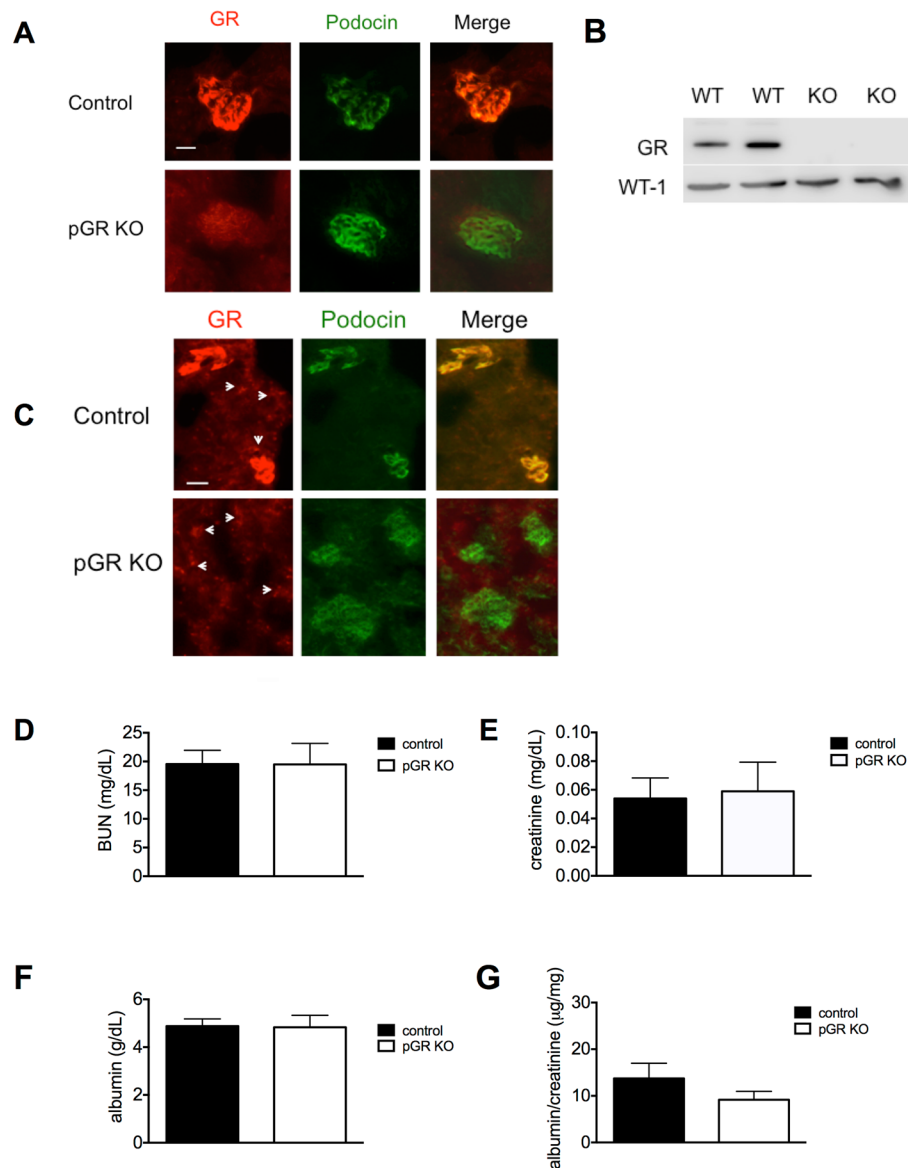 A
GR Podocin Merge
Control
pGR KO
B
WT WT KO KO
GR
WT-1
C
GR Podocin Merge
Control
pGR KO
D
BUN (mg/dL)
25
20
15
10
5
0
control
pGR KO
E
creatinine (mg/dL)
0.10
0.08
0.06
0.04
0.02
0.00
control
pGR KO
F
albumin (g/dL)
6
4
2
0
control
pGR KO
G
albumin/creatinine (µg/mg)
30
20
10
0
control
pGR KO